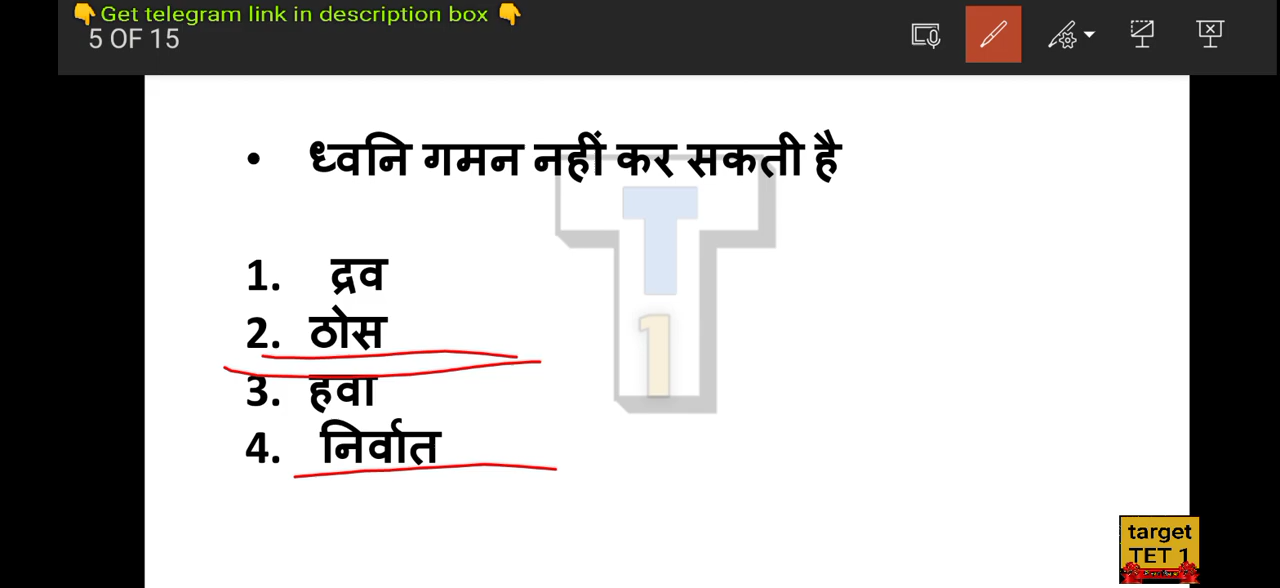 👇Get telegram link in description box 👇
5 OF 15
• ध्वनि गमन नहीं कर सकती है
1. द्रव
2. ठोस
3. हवा
4. निर्वात
T
1
target
TET 1